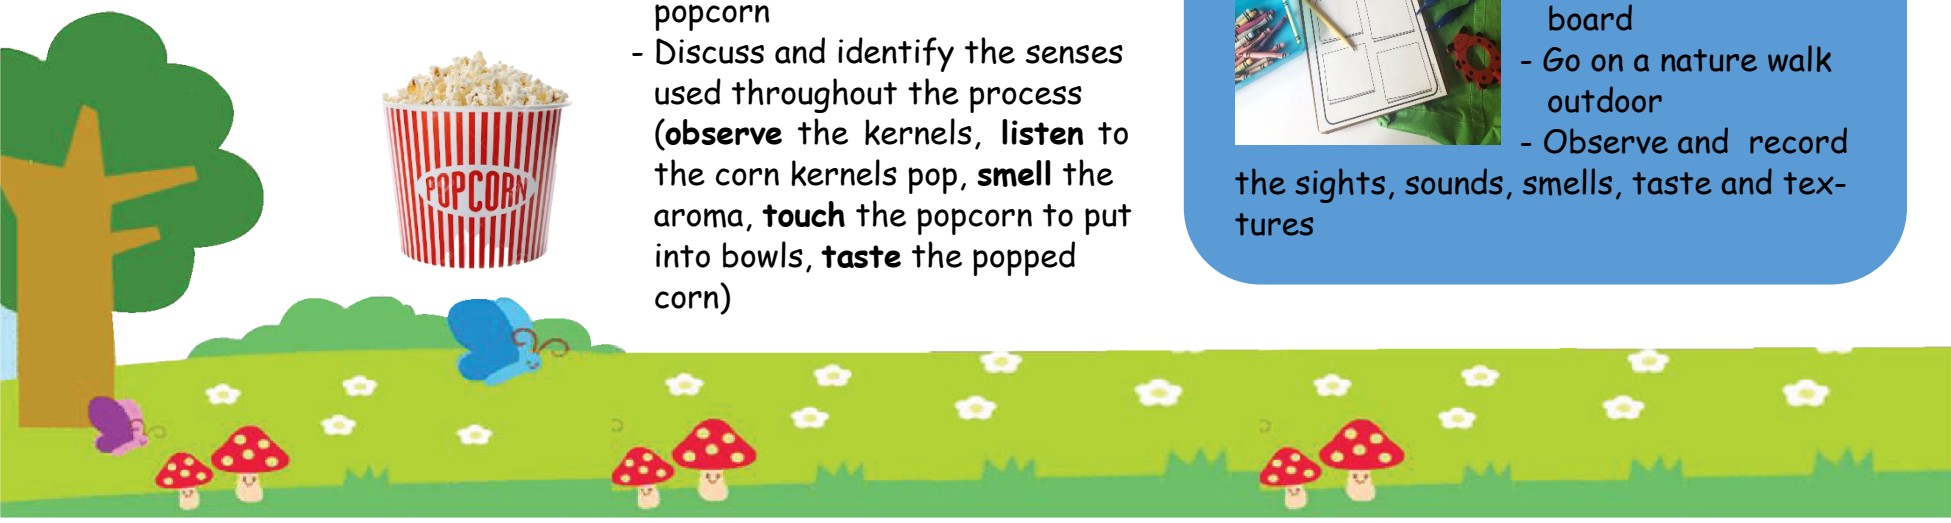 popcorn
- Discuss and identify the senses
used throughout the process
(observe the kernels, listen to
the corn kernels pop, smell the
aroma, touch the popcorn to put
into bowls, taste the popped
corn)
POPCORN
board
- Go on a nature walk
outdoor
- Observe and record
the sights, sounds, smells, taste and tex-
tures